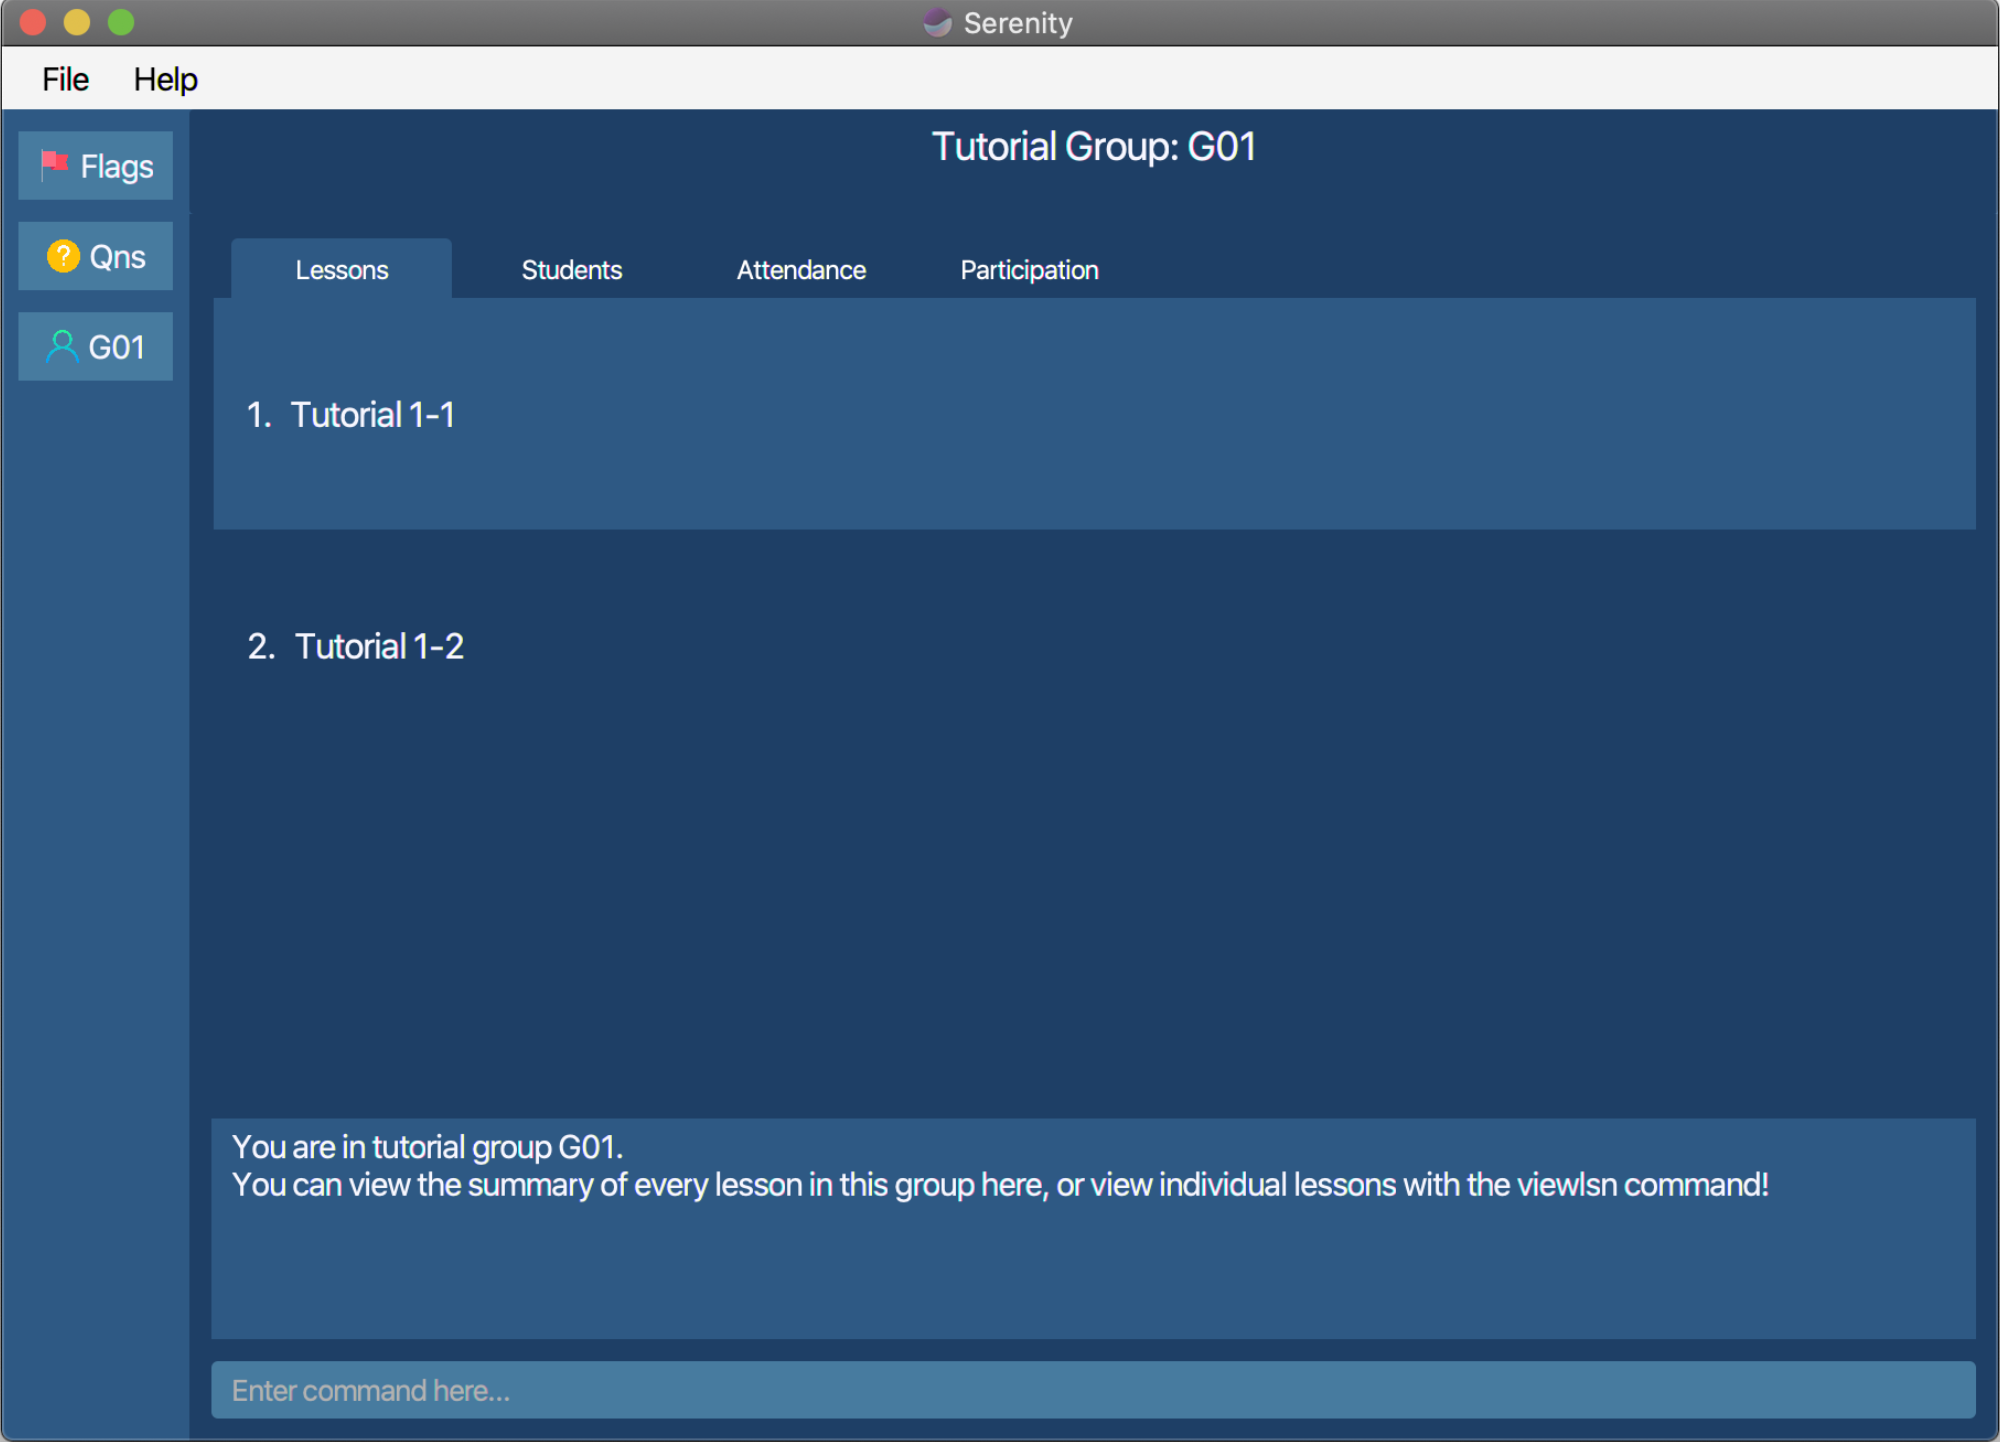 Serenity
File Help
Flags
Qns
G01
Tutorial Group: G01
Lessons Students Attendance Participation
1. Tutorial 1-1
2. Tutorial 1-2
You are in tutorial group G01.
You can view the summary of every lesson in this group here, or view individual lessons with the viewlsn command!
Enter command here...